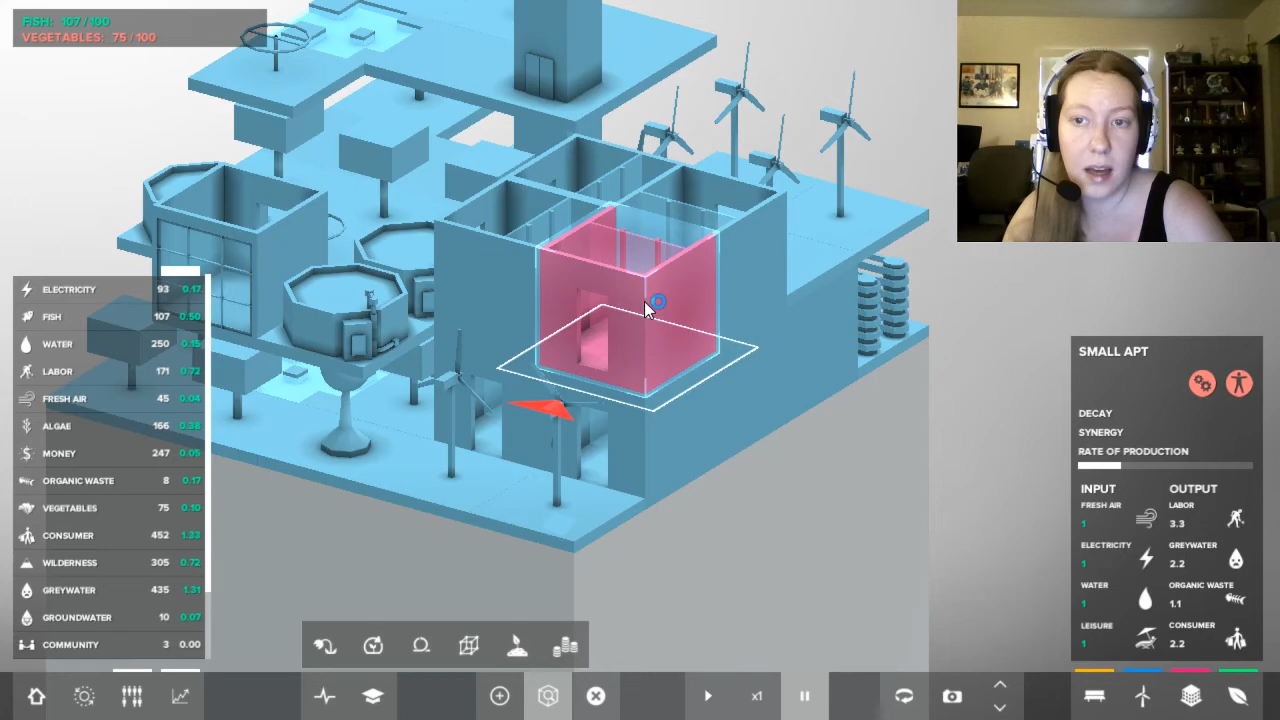 FISH: 107 / 100
VEGETABLES: 75 / 100
ELECTRICITY 93 0.17
FISH 107 0.50
WATER 250 0.15
LABOR 171 0.72
FRESH AIR 45 0.04
ALGAE 166 0.38
MONEY 247 0.05
ORGANIC WASTE 8 0.17
VEGETABLES 75 0.10
CONSUMER 452 1.33
WILDERNESS 305 0.72
GREYWATER 435 1.31
GROUNDWATER 10 0.07
COMMUNITY 3 0.00
SMALL APT
DECAY
SYNERGY
RATE OF PRODUCTION
INPUT OUTPUT
FRESH AIR LABOR
1 3.3
ELECTRICITY GREYWATER
1 2.2
WATER ORGANIC WASTE
1 1.1
LEISURE CONSUMER
1 2.2
x1